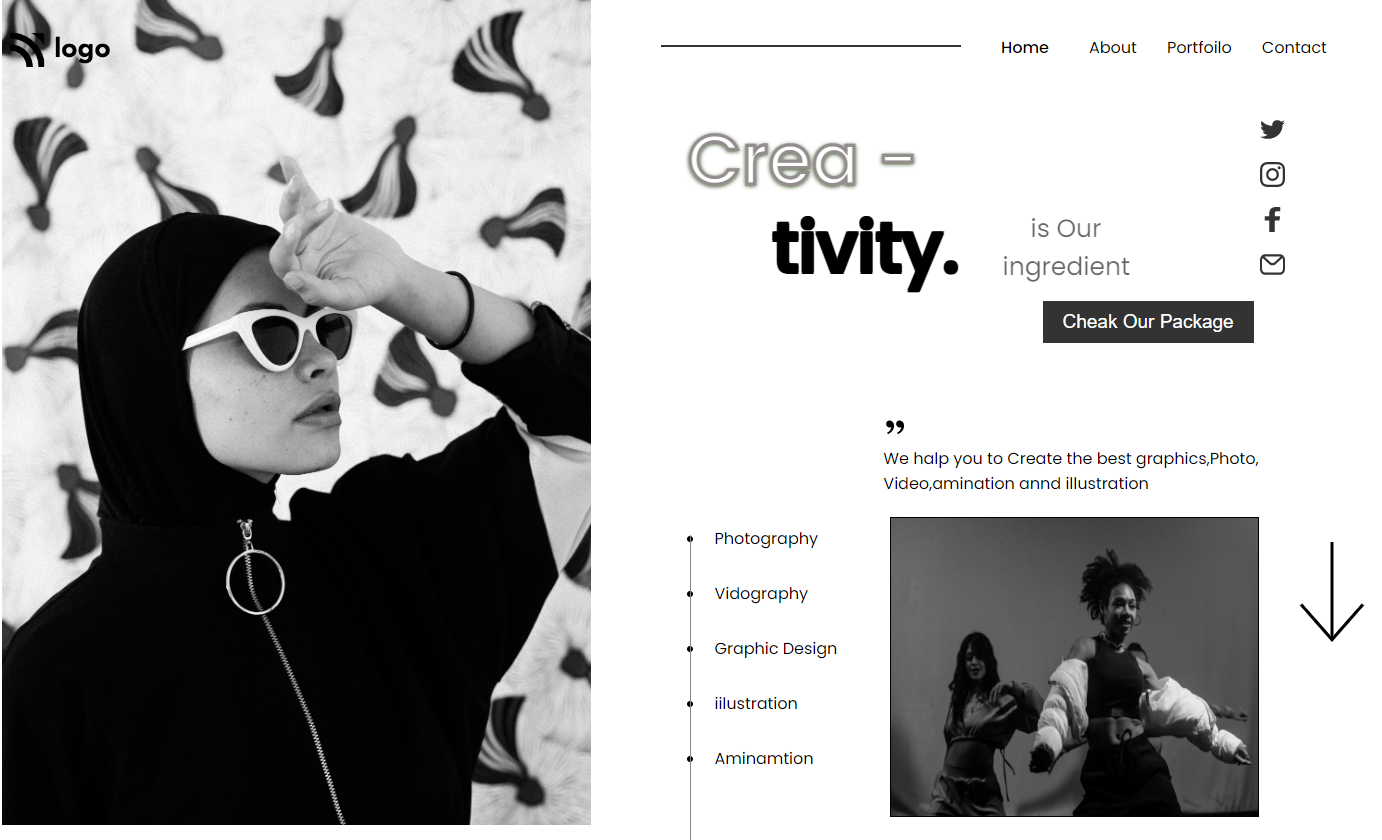 logo
Home About Portfoilo Contact
Crea -
tivity.
is Our
ingredient
Cheak Our Package
We halp you to Create the best graphics,Photo,
Video,amination annd illustration
Photography
Vidography
Graphic Design
iilustration
Aminamtion